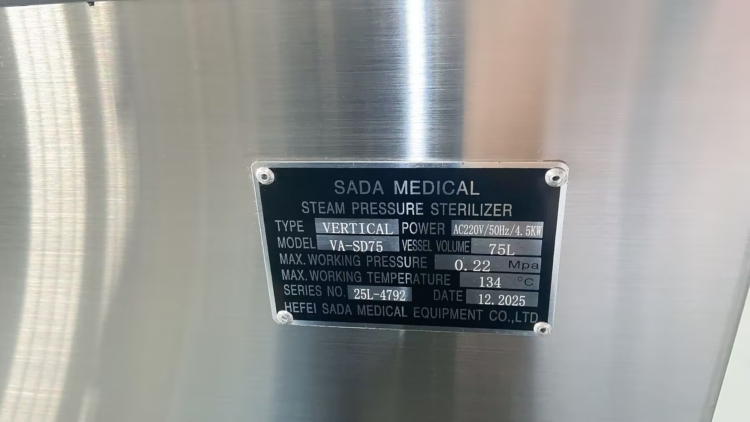 SADA MEDICAL
STEAM PRESSURE STERILIZER
TYPE VERTICAL POWER AC220V/50Hz/4.5KW
MODEL VA-SD75 VESSEL VOLUME 75L
MAX.WORKING PRESSURE 0.22 Mpa
MAX.WORKING TEMPERATURE 134 °C
SERIES NO. 25L-4792 DATE 12.2025
HEFEI SADA MEDICAL EQUIPMENT CO.,LTD